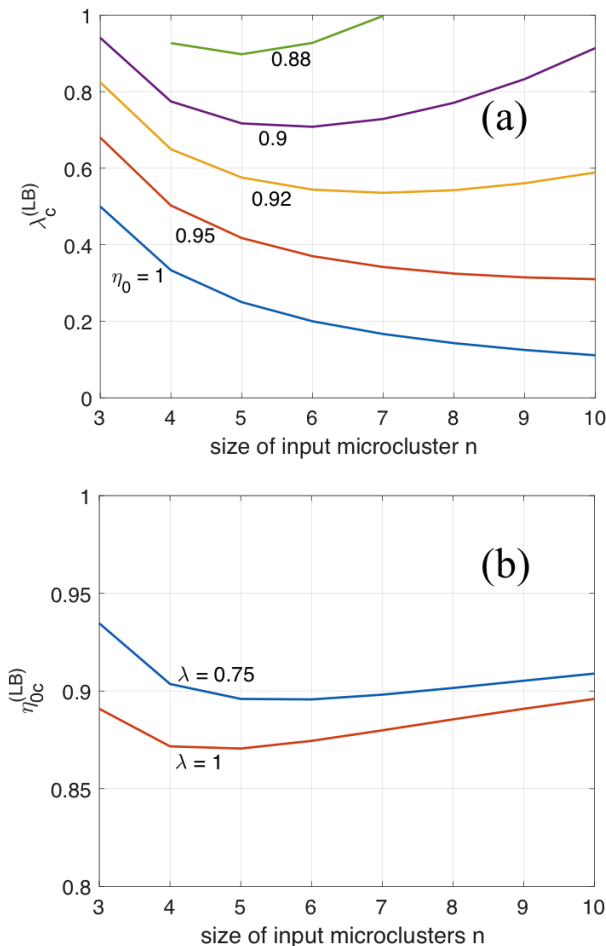 1
0.8
0.6
0.4
0.2
0
λc(LB)
(a)
0.88
0.9
0.92
0.95
η0 = 1
3 4 5 6 7 8 9 10
size of input microcluster n
1
0.95
0.9
0.85
0.8
η0c(LB)
(b)
λ = 0.75
λ = 1
3 4 5 6 7 8 9 10
size of input microclusters n